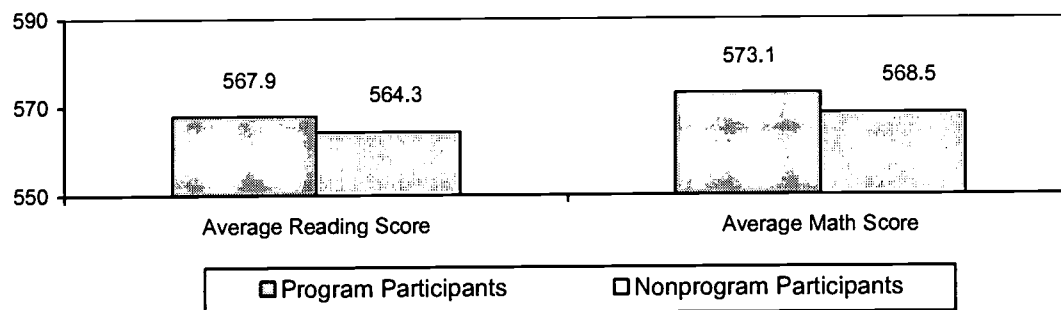 590
573.1
567.9
564.3
568.5
570
550
Average Reading Score
Average Math Score
Program Participants
Nonprogram Participants